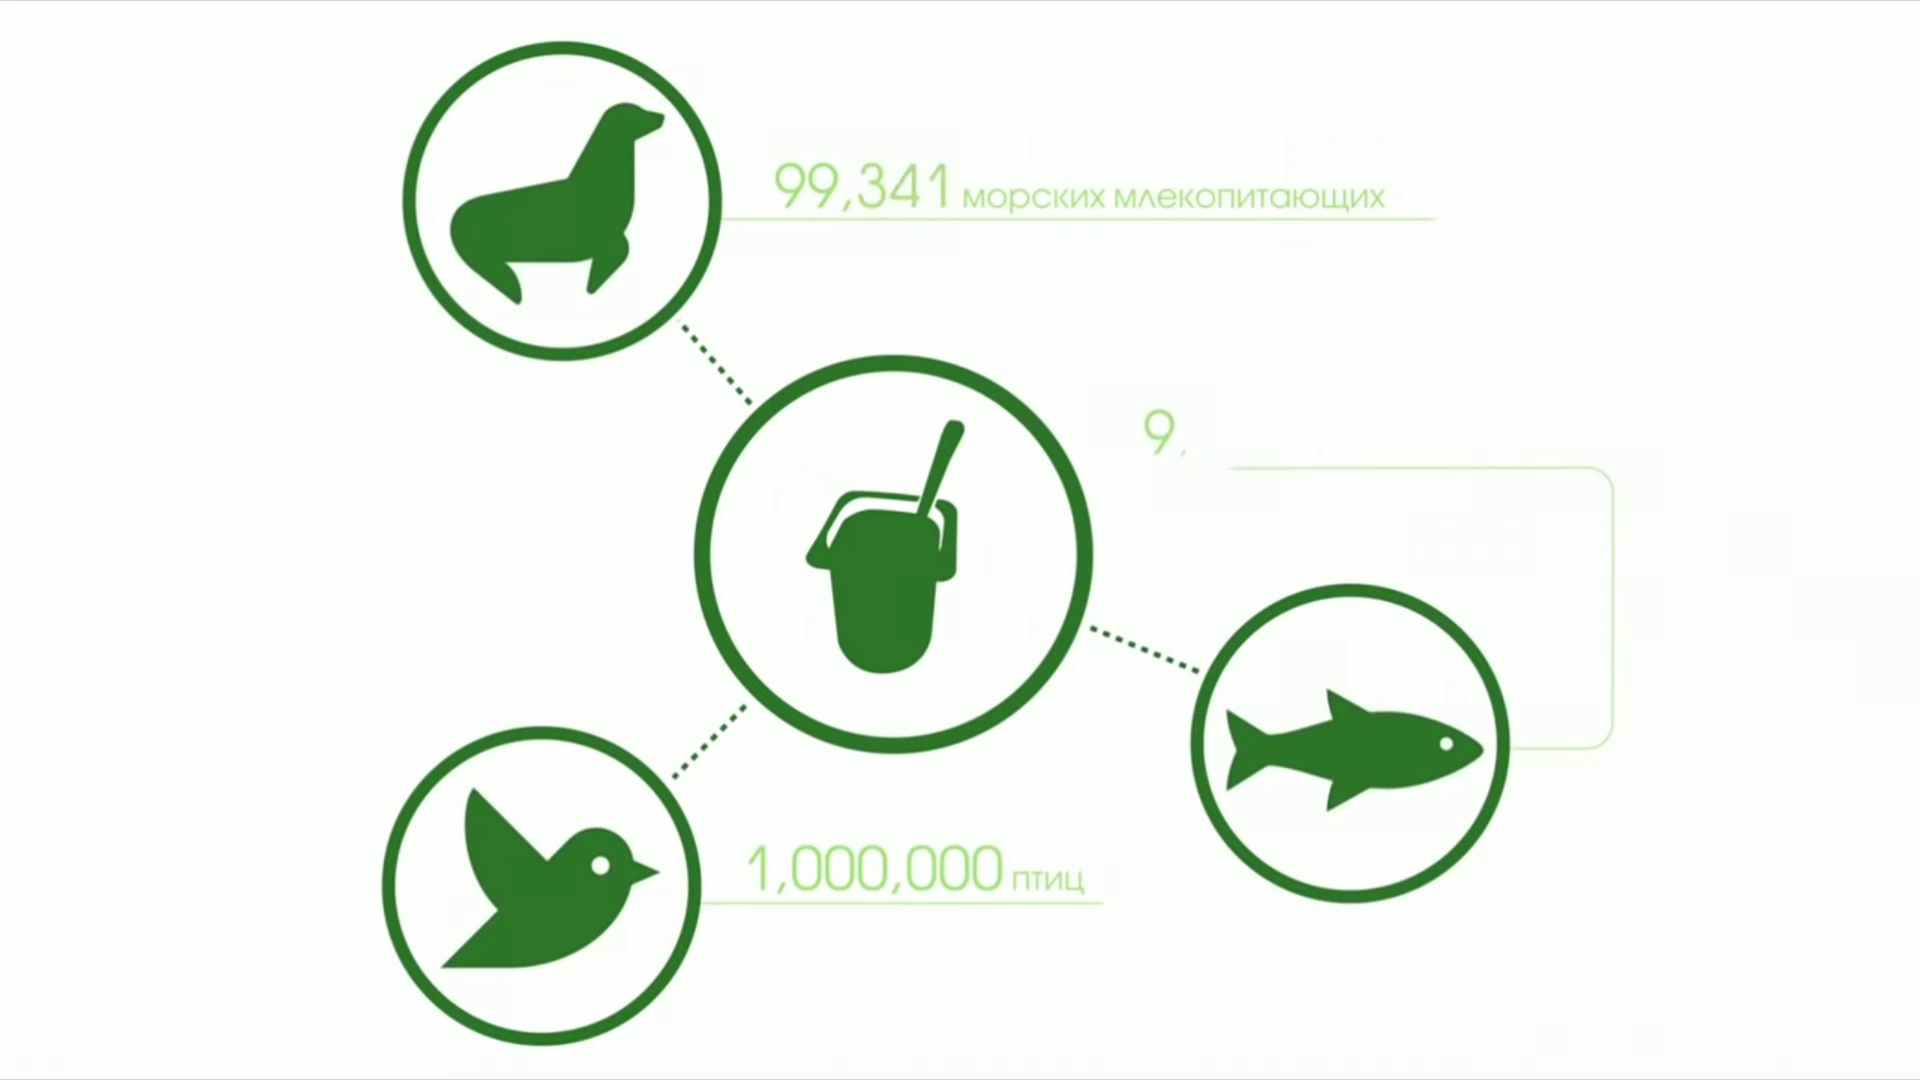 99,341 морских млекопитающих
9,
1,000,000 птиц